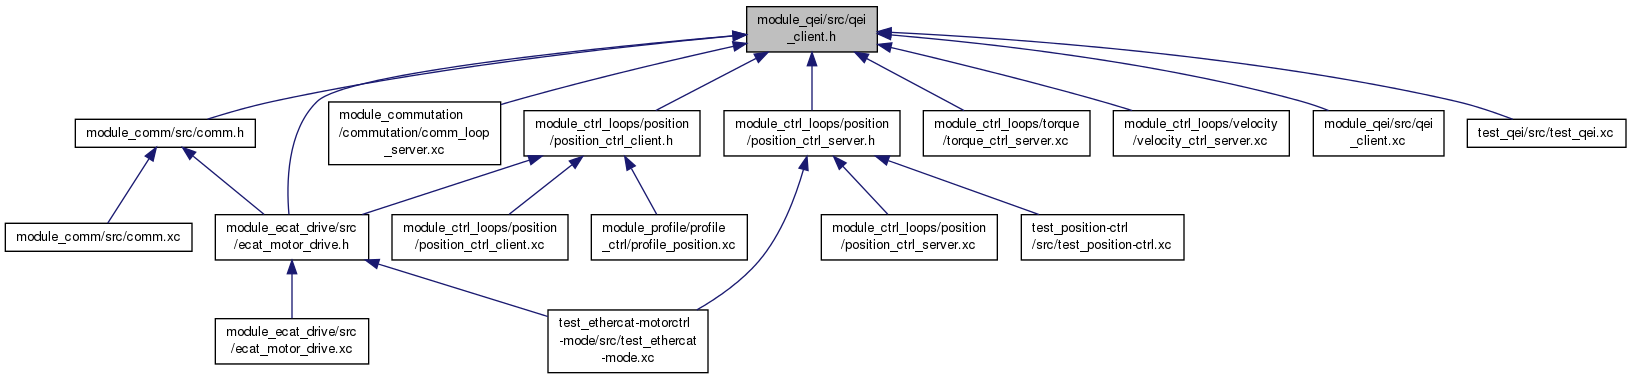 module_qei/src/qei
_client.h
module_comm/src/comm.h
module_commutation
/commutation/comm_loop
_server.xc
module_ctrl_loops/position
/position_ctrl_client.h
module_ctrl_loops/position
/position_ctrl_server.h
module_ctrl_loops/torque
/torque_ctrl_server.xc
module_ctrl_loops/velocity
/velocity_ctrl_server.xc
module_qei/src/qei
_client.xc
test_qei/src/test_qei.xc
module_comm/src/comm.xc
module_ecat_drive/src
/ecat_motor_drive.h
module_ctrl_loops/position
/position_ctrl_client.xc
module_profile/profile
_ctrl/profile_position.xc
module_ctrl_loops/position
/position_ctrl_server.xc
test_position-ctrl
/src/test_position-ctrl.xc
module_ecat_drive/src
/ecat_motor_drive.xc
test_ethercat-motorctrl
-mode/src/test_ethercat
-mode.xc